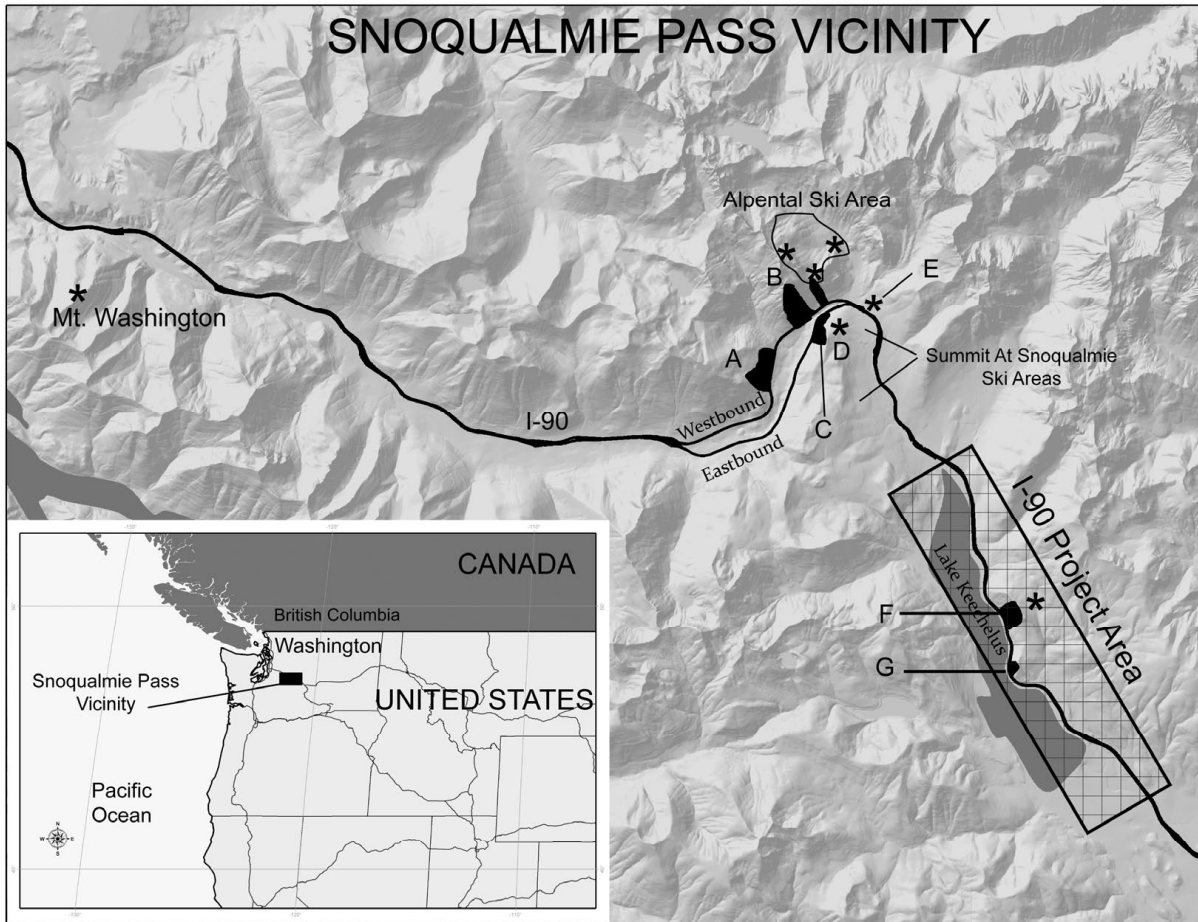 SNOQUALMIE PASS VICINITY
Alpental Ski Area
B
E
Mt. Washington
A
D
Summit At Snoqualmie
Ski Areas
I-90
Westbound
C
Eastbound
I-90 Project Area
Lake Keechelus
F
G
CANADA
British Columbia
Washington
Snoqualmie Pass
Vicinity
UNITED STATES
Pacific
Ocean
N
W E
S